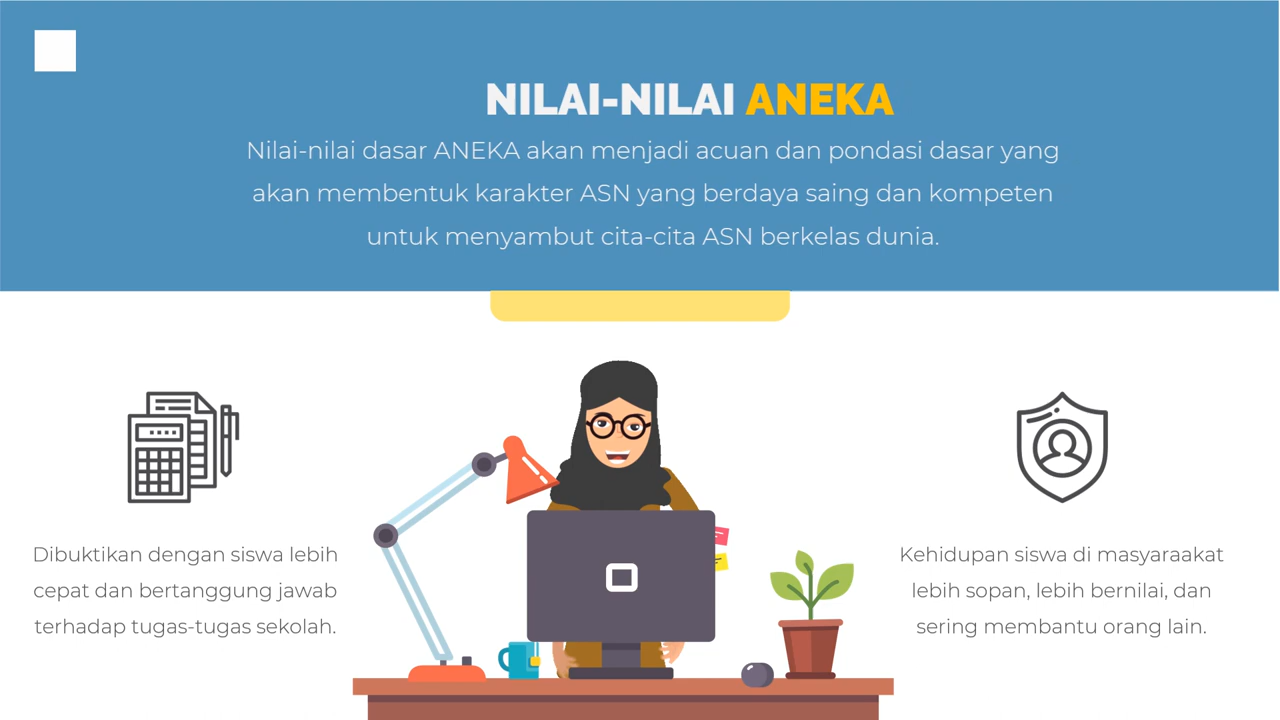 NILAI-NILAI ANEKA
Nilai-nilai dasar ANEKA akan menjadi acuan dan pondasi dasar yang
akan membentuk karakter ASN yang berdaya saing dan kompeten
untuk menyambut cita-cita ASN berkelas dunia.
Dibuktikan dengan siswa lebih
cepat dan bertanggung jawab
terhadap tugas-tugas sekolah.
Kehidupan siswa di masyaraakat
lebih sopan, lebih bernilai, dan
sering membantu orang lain.